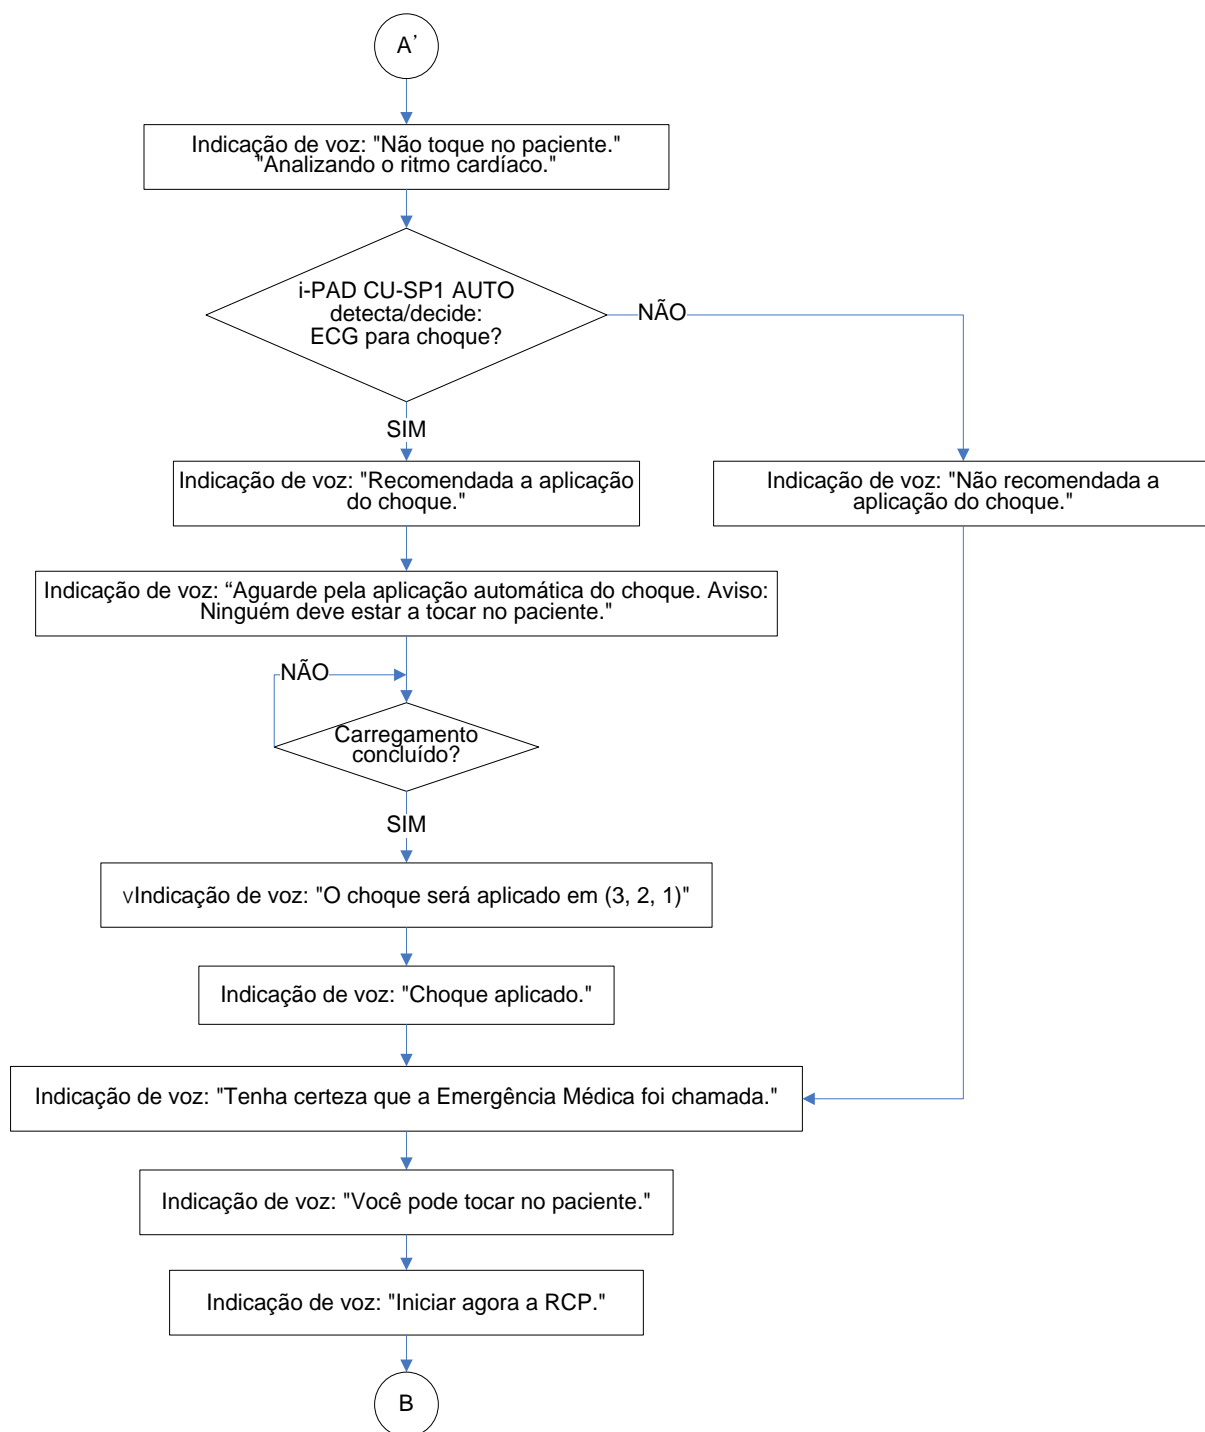 A'
Indicação de voz: "Não toque no paciente."
"Analizando o ritmo cardíaco."
i-PAD CU-SP1 AUTO
detecta/decide:
ECG para choque?
NÃO
SIM
Indicação de voz: "Recomendada a aplicação
do choque."
Indicação de voz: "Não recomendada a
aplicação do choque."
Indicação de voz: “Aguarde pela aplicação automática do choque. Aviso:
Ninguém deve estar a tocar no paciente."
NÃO
Carregamento
concluído?
SIM
vIndicação de voz: "O choque será aplicado em (3, 2, 1)"
Indicação de voz: "Choque aplicado."
Indicação de voz: "Tenha certeza que a Emergência Médica foi chamada."
Indicação de voz: "Você pode tocar no paciente."
Indicação de voz: "Iniciar agora a RCP."
B